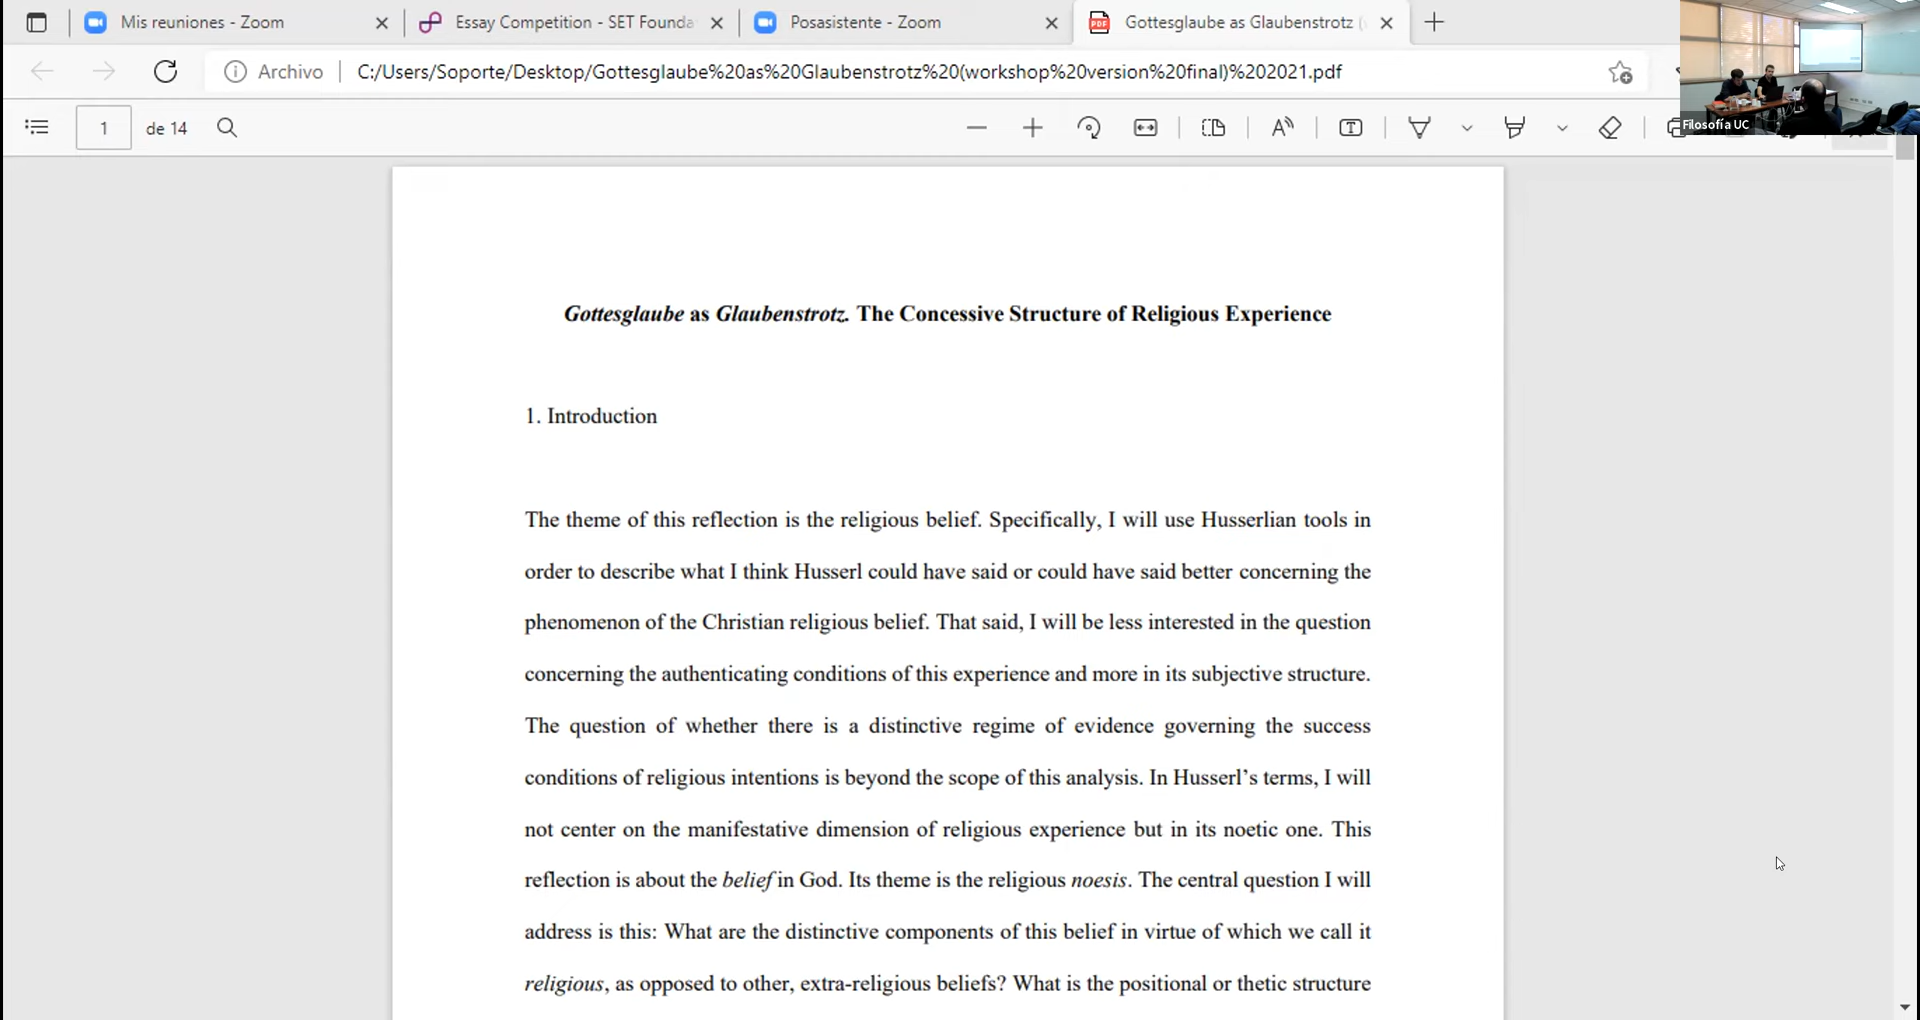 Mis reuniones - Zoom
Essay Competition - SET Founda
Posasistente - Zoom
Gottesglaube as Glaubenstrotz (
Archivo
C:/Users/Soporte/Desktop/Gottesglaube%20as%20Glaubenstrotz%20(workshop%20version%20final)%202021.pdf
1 de 14
Filosofía UC
Gottesglaube as Glaubenstrotz. The Concessive Structure of Religious Experience
1. Introduction
The theme of this reflection is the religious belief. Specifically, I will use Husserlian tools in
order to describe what I think Husserl could have said or could have said better concerning the
phenomenon of the Christian religious belief. That said, I will be less interested in the question
concerning the authenticating conditions of this experience and more in its subjective structure.
The question of whether there is a distinctive regime of evidence governing the success
conditions of religious intentions is beyond the scope of this analysis. In Husserl’s terms, I will
not center on the manifestative dimension of religious experience but in its noetic one. This
reflection is about the belief in God. Its theme is the religious noesis. The central question I will
address is this: What are the distinctive components of this belief in virtue of which we call it
religious, as opposed to other, extra-religious beliefs? What is the positional or thetic structure